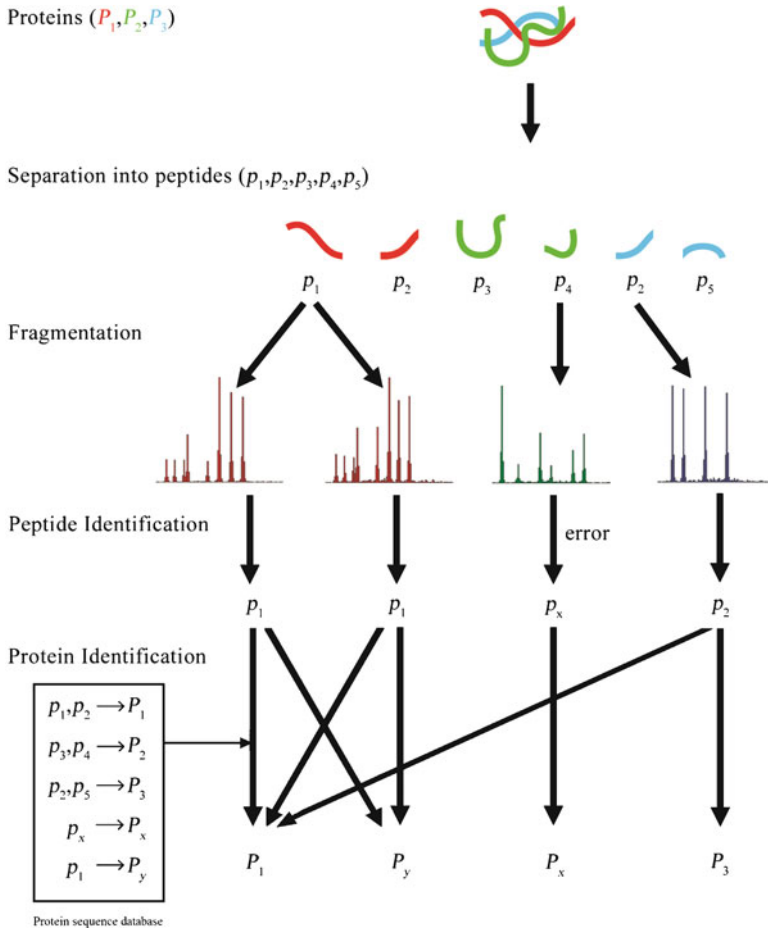 Proteins (P₁,P₂,P₃)
Separation into peptides (p₁,p₂,p₃,p₄,p₅)
p₁ p₂ p₃ p₄ p₂ p₅
Fragmentation
Peptide Identification
error
p₁ p₁ pₓ p₂
Protein Identification
p₁,p₂ → P₁
p₃,p₄ → P₂
p₂,p₅ → P₃
pₓ → Pₓ
p₁ → P_y
P₁ P_y Pₓ P₃
Protein sequence database